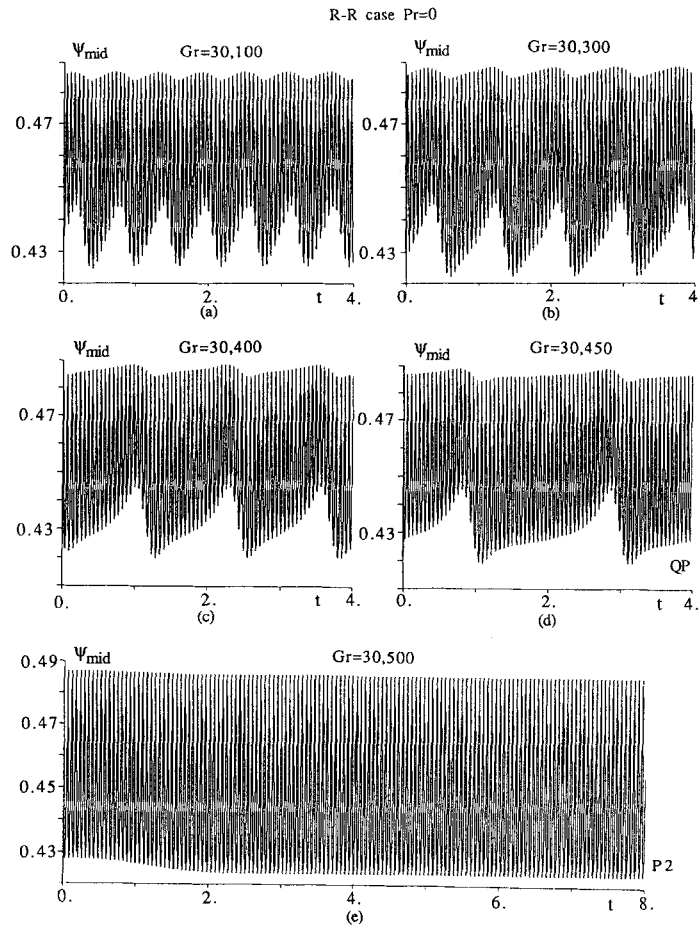 R-R case Pr=0
Ψmid Gr=30,100
0.47
0.43
0. 2. t 4.
(a)
Ψmid Gr=30,300
0.47
0.43
0. 2. t 4
(b)
Ψmid Gr=30,400
0.47
0.43
0. 2. t 4.
(c)
Ψmid Gr=30,450
0.47
0.43
QP
0. 2. t 4.
(d)
0.49 Ψmid Gr=30,500
0.47
0.45
0.43
P2
0. 2. 4. 6. t 8.
(e)